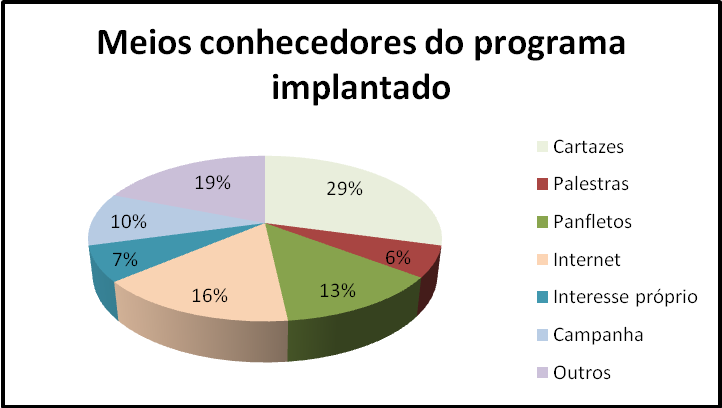 Meios conhecedores do programa
implantado
29%
6%
13%
16%
7%
10%
19%
Cartazes
Palestras
Panfletos
Internet
Interesse próprio
Campanha
Outros